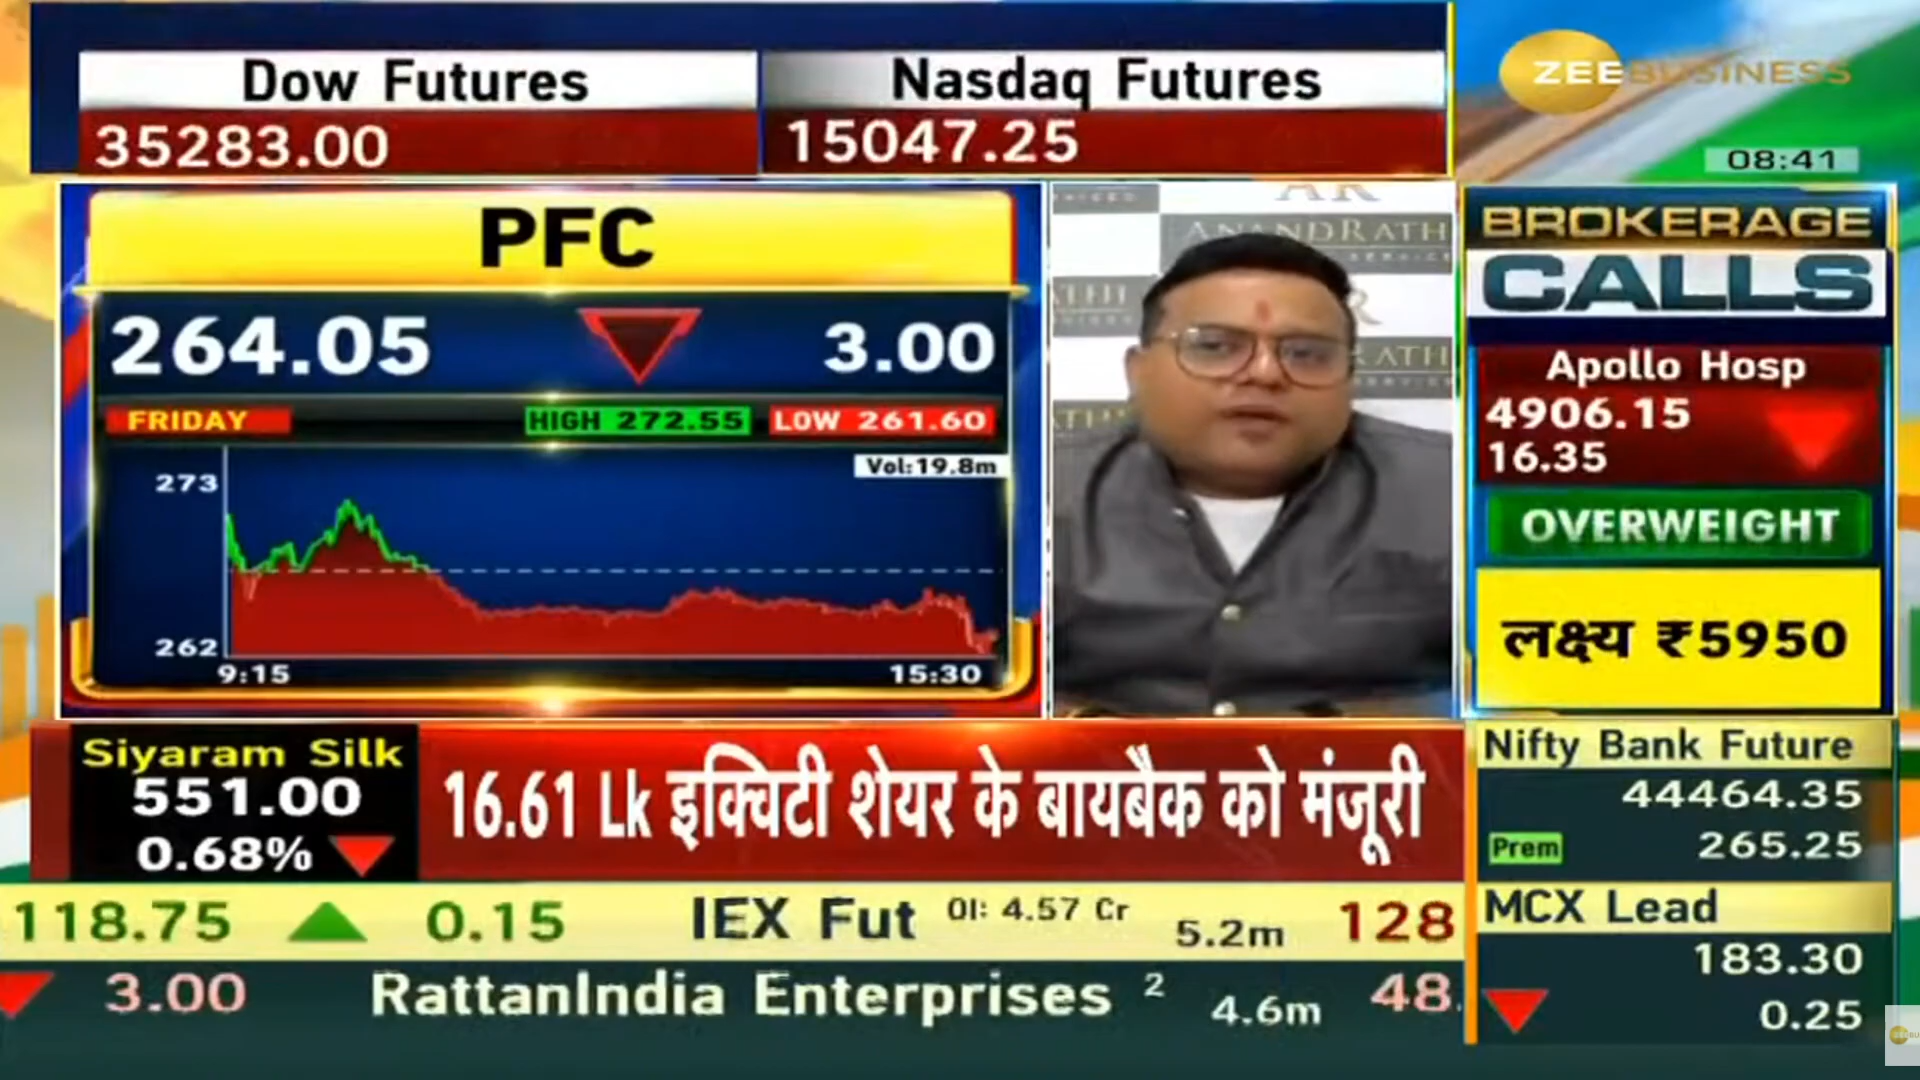 Dow Futures
35283.00
Nasdaq Futures
15047.25
ZEEBUSINESS
08:41
PFC
264.05 3.00
FRIDAY HIGH 272.55 LOW 261.60
Vol:19.8m
273
262
9:15 15:30
AR
ANANDRATH
RATH
BROKERAGE
CALLS
Apollo Hosp
4906.15
16.35
OVERWEIGHT
लक्ष्य ₹5950
Siyaram Silk
551.00
0.68%
16.61 Lk इक्विटी शेयर के बायबैक को मंजूरी
Nifty Bank Future
44464.35
Prem 265.25
118.75 0.15 IEX Fut OI: 4.57 Cr 5.2m 128
3.00 RattanIndia Enterprises 2 4.6m 48.
MCX Lead
183.30
0.25